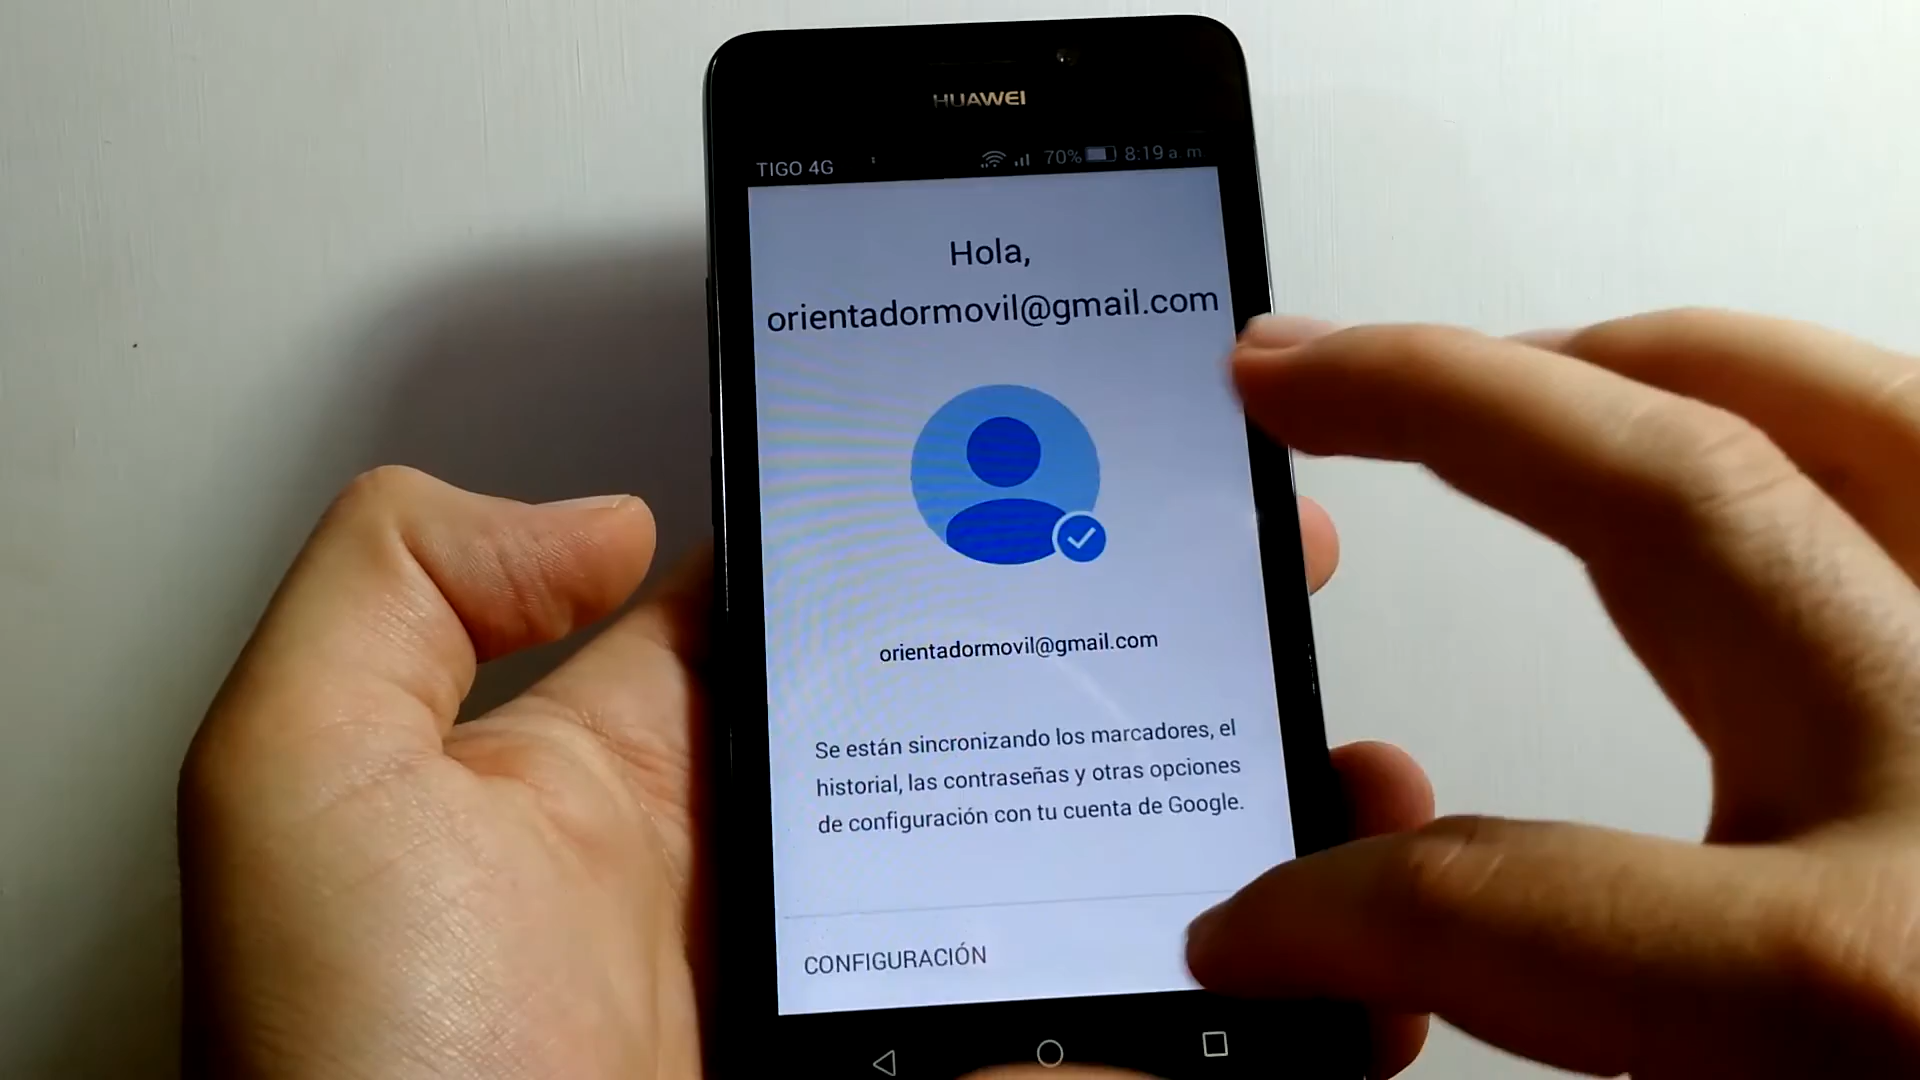 HUAWEI
TIGO 4G 70% 8:19 a. m
Hola,
orientadormovil@gmail.com
orientadormovil@gmail.com
Se están sincronizando los marcadores, el
historial, las contraseñas y otras opciones
de configuración con tu cuenta de Google.
CONFIGURACIÓN